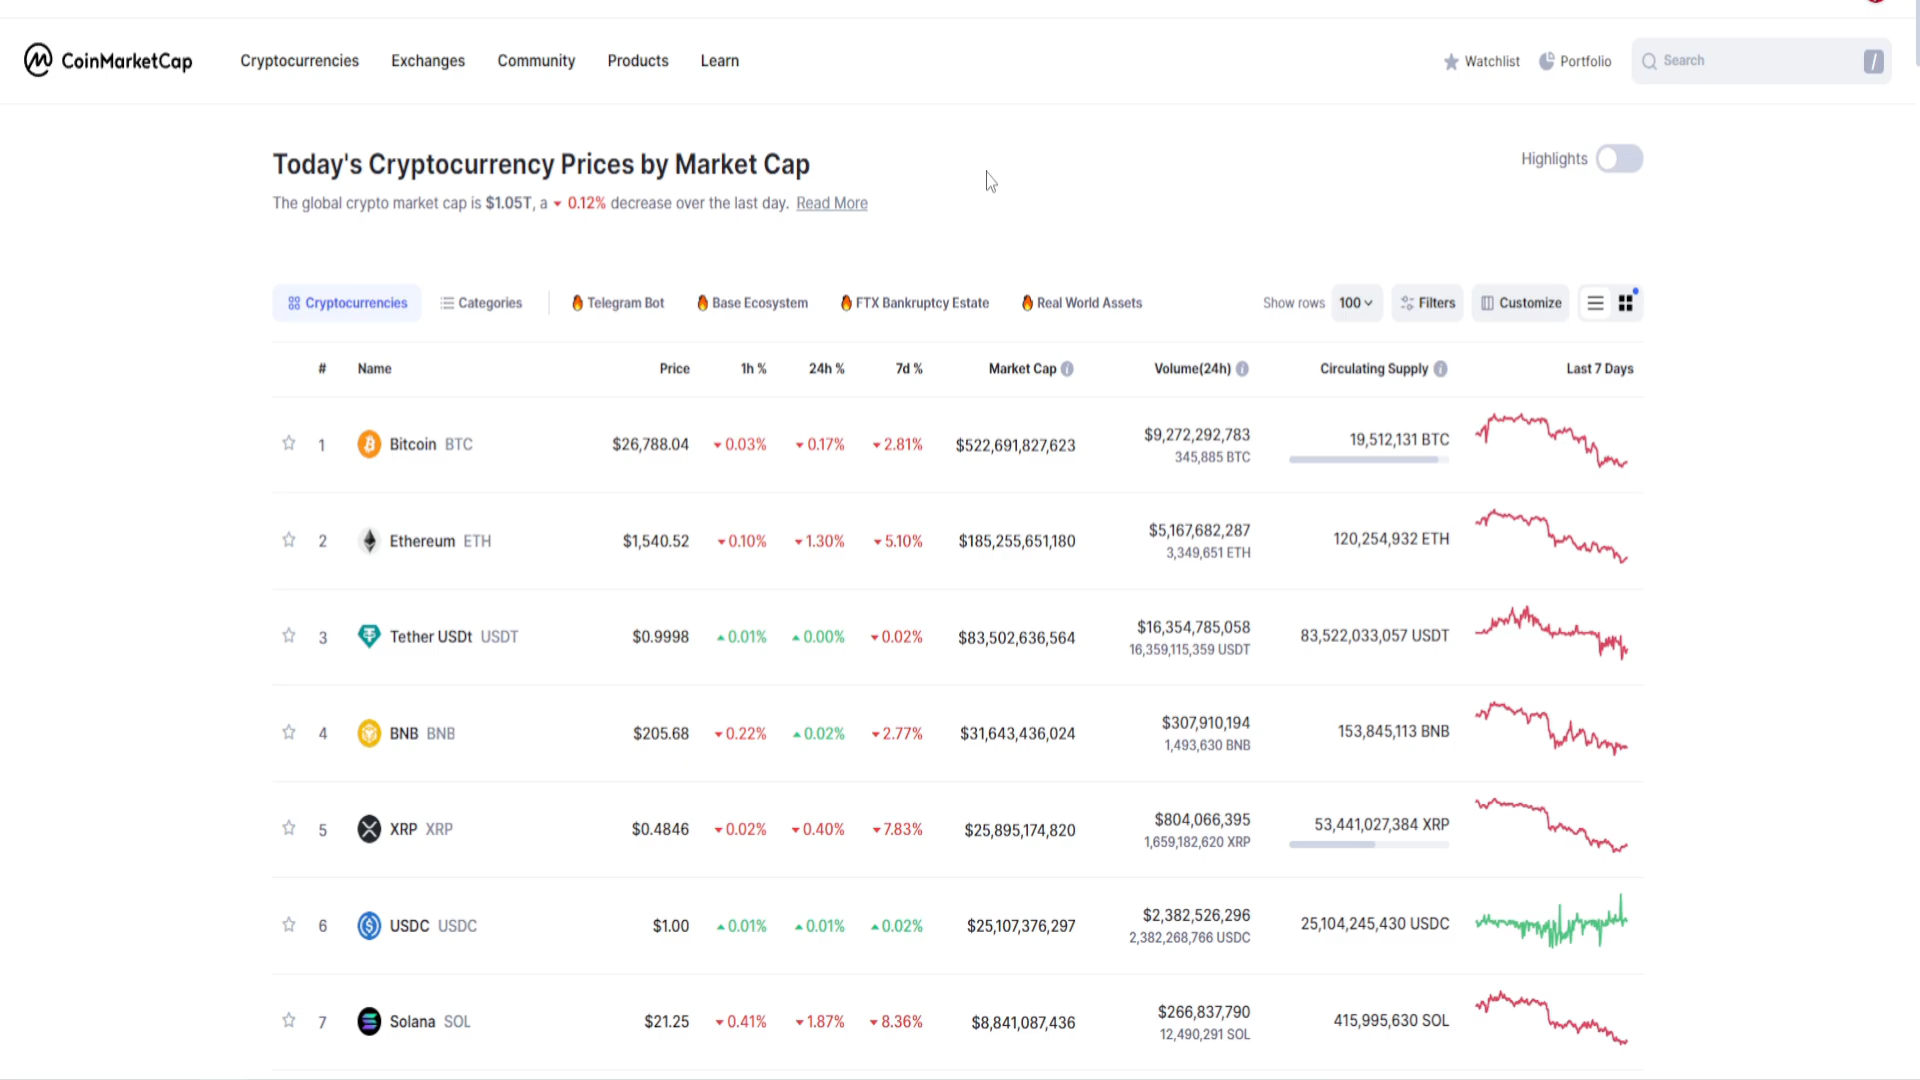 CoinMarketCap Cryptocurrencies Exchanges Community Products Learn Watchlist Portfolio Search /
Today's Cryptocurrency Prices by Market Cap Highlights
The global crypto market cap is $1.05T, a 0.12% decrease over the last day. Read More
Cryptocurrencies Categories Telegram Bot Base Ecosystem FTX Bankruptcy Estate Real World Assets Show rows 100 Filters Customize
# Name Price 1h % 24h % 7d % Market Cap Volume(24h) Circulating Supply Last 7 Days
1 Bitcoin BTC $26,788.04 0.03% 0.17% 2.81% $522,691,827,623 $9,272,292,783 19,512,131 BTC
345,885 BTC
2 Ethereum ETH $1,540.52 0.10% 1.30% 5.10% $185,255,651,180 $5,167,682,287 120,254,932 ETH
3,349,651 ETH
3 Tether USDt USDT $0.9998 0.01% 0.00% 0.02% $83,502,636,564 $16,354,785,058 83,522,033,057 USDT
16,359,115,359 USDT
4 BNB BNB $205.68 0.22% 0.02% 2.77% $31,643,436,024 $307,910,194 153,845,113 BNB
1,493,630 BNB
5 XRP XRP $0.4846 0.02% 0.40% 7.83% $25,895,174,820 $804,066,395 53,441,027,384 XRP
1,659,182,620 XRP
6 USDC USDC $1.00 0.01% 0.01% 0.02% $25,107,376,297 $2,382,526,296 25,104,245,430 USDC
2,382,268,766 USDC
7 Solana SOL $21.25 0.41% 1.87% 8.36% $8,841,087,436 $266,837,790 415,995,630 SOL
12,490,291 SOL